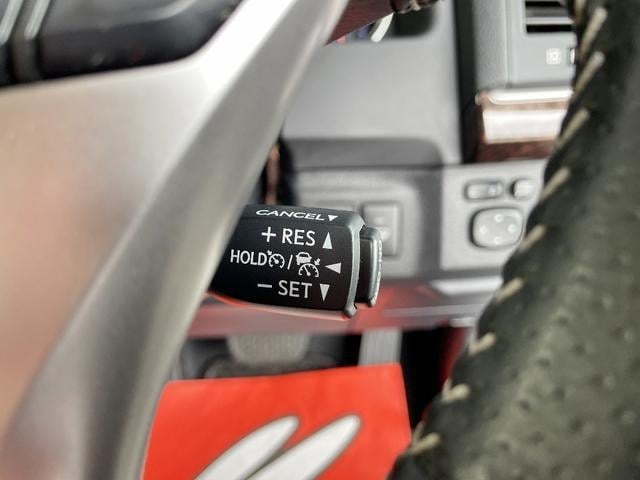 CANCEL▼
+ RES ▲
HOLD / ◀
− SET ▼